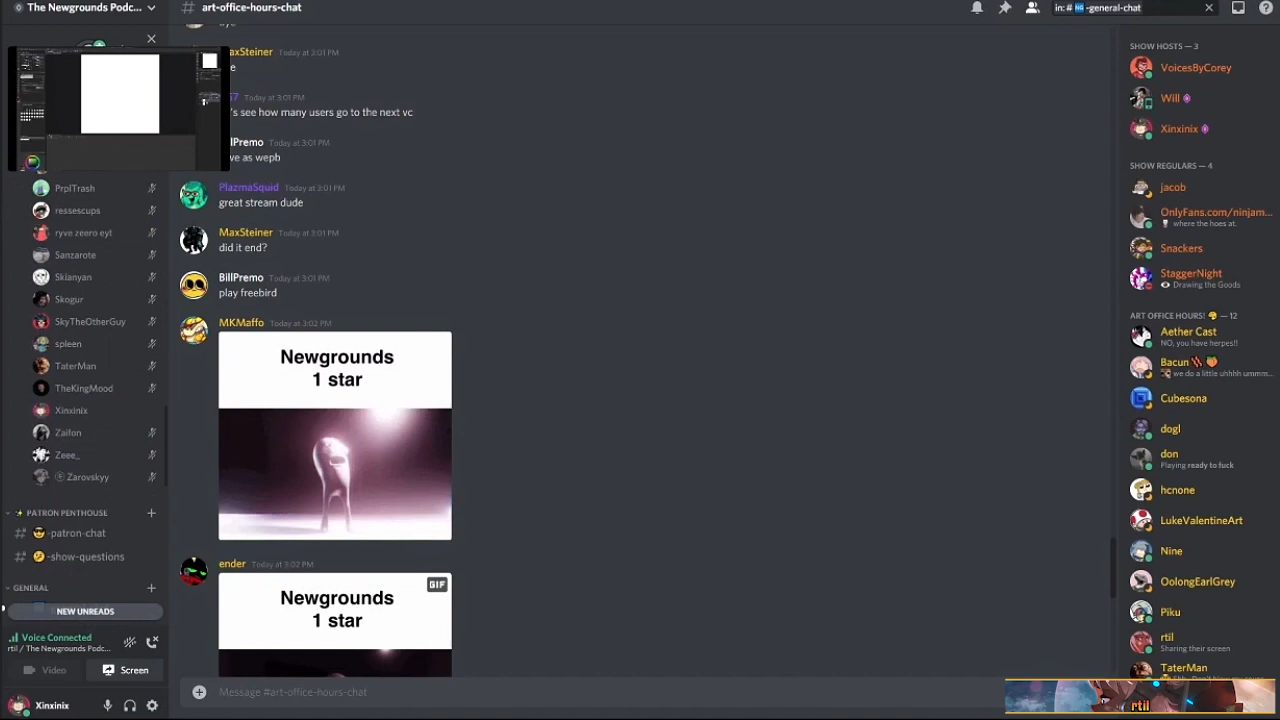 The Newgrounds Podc...
art-office-hours-chat
in: # NG -general-chat
PrplTrash
ressescups
ryve zeero eyt
Sanzarote
Skianyan
Skogur
SkyTheOtherGuy
spleen
TaterMan
TheKingMood
Xinxinix
Zaifon
Zeee_
Zarovskyy
PATRON PENTHOUSE
-patron-chat
-show-questions
GENERAL
NEW UNREADS
Voice Connected
rtil / The Newgrounds Podc...
Video
Screen
Xinxinix
axSteiner Today at 3:01 PM
e
57 Today at 3:01 PM
's see how many users go to the next vc
llPremo Today at 3:01 PM
ve as wepb
PlazmaSquid Today at 3:01 PM
great stream dude
MaxSteiner Today at 3:01 PM
did it end?
BillPremo Today at 3:01 PM
play freebird
MKMaffo Today at 3:02 PM
Newgrounds
1 star
ender Today at 3:02 PM
GIF
Newgrounds
1 star
Message #art-office-hours-chat
SHOW HOSTS — 3
VoicesByCorey
Will
Xinxinix
SHOW REGULARS — 4
jacob
OnlyFans.com/ninjam...
where the hoes at.
Snackers
StaggerNight
Drawing the Goods
ART OFFICE HOURS! — 12
Aether Cast
NO, you have herpes!!
Bacun
we do a little uhhhh ummm...
Cubesona
dogl
don
Playing ready to fuck
hcnone
LukeValentineArt
Nine
OolongEarlGrey
Piku
rtil
Sharing their screen
TaterMan
rtil